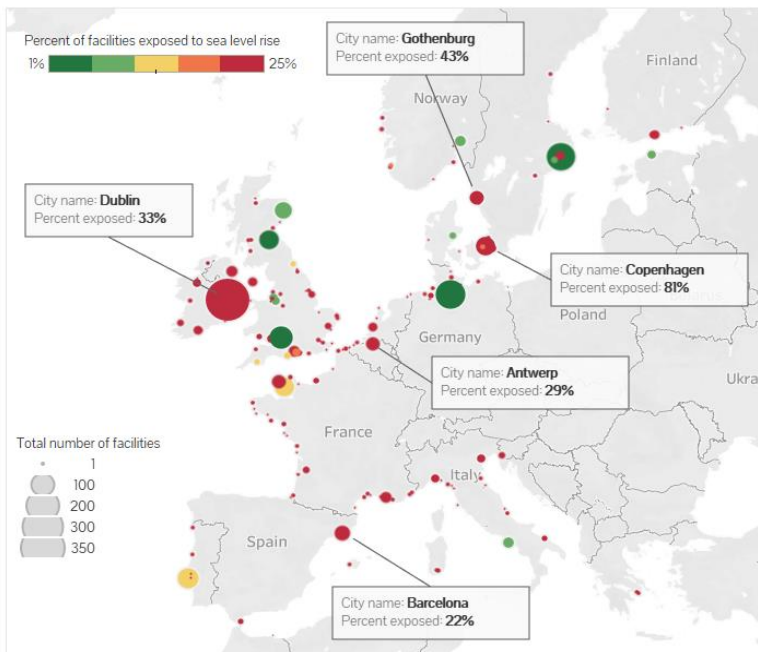 Percent of facilities exposed to sea level rise
1%
25%
City name: Gothenburg
Percent exposed: 43%
Finland
Norway
City name: Dublin
Percent exposed: 33%
City name: Copenhagen
Percent exposed: 81%
Poland
Germany
City name: Antwerp
Percent exposed: 29%
Ukra
France
Total number of facilities
1
100
200
300
350
Italy
Spain
City name: Barcelona
Percent exposed: 22%